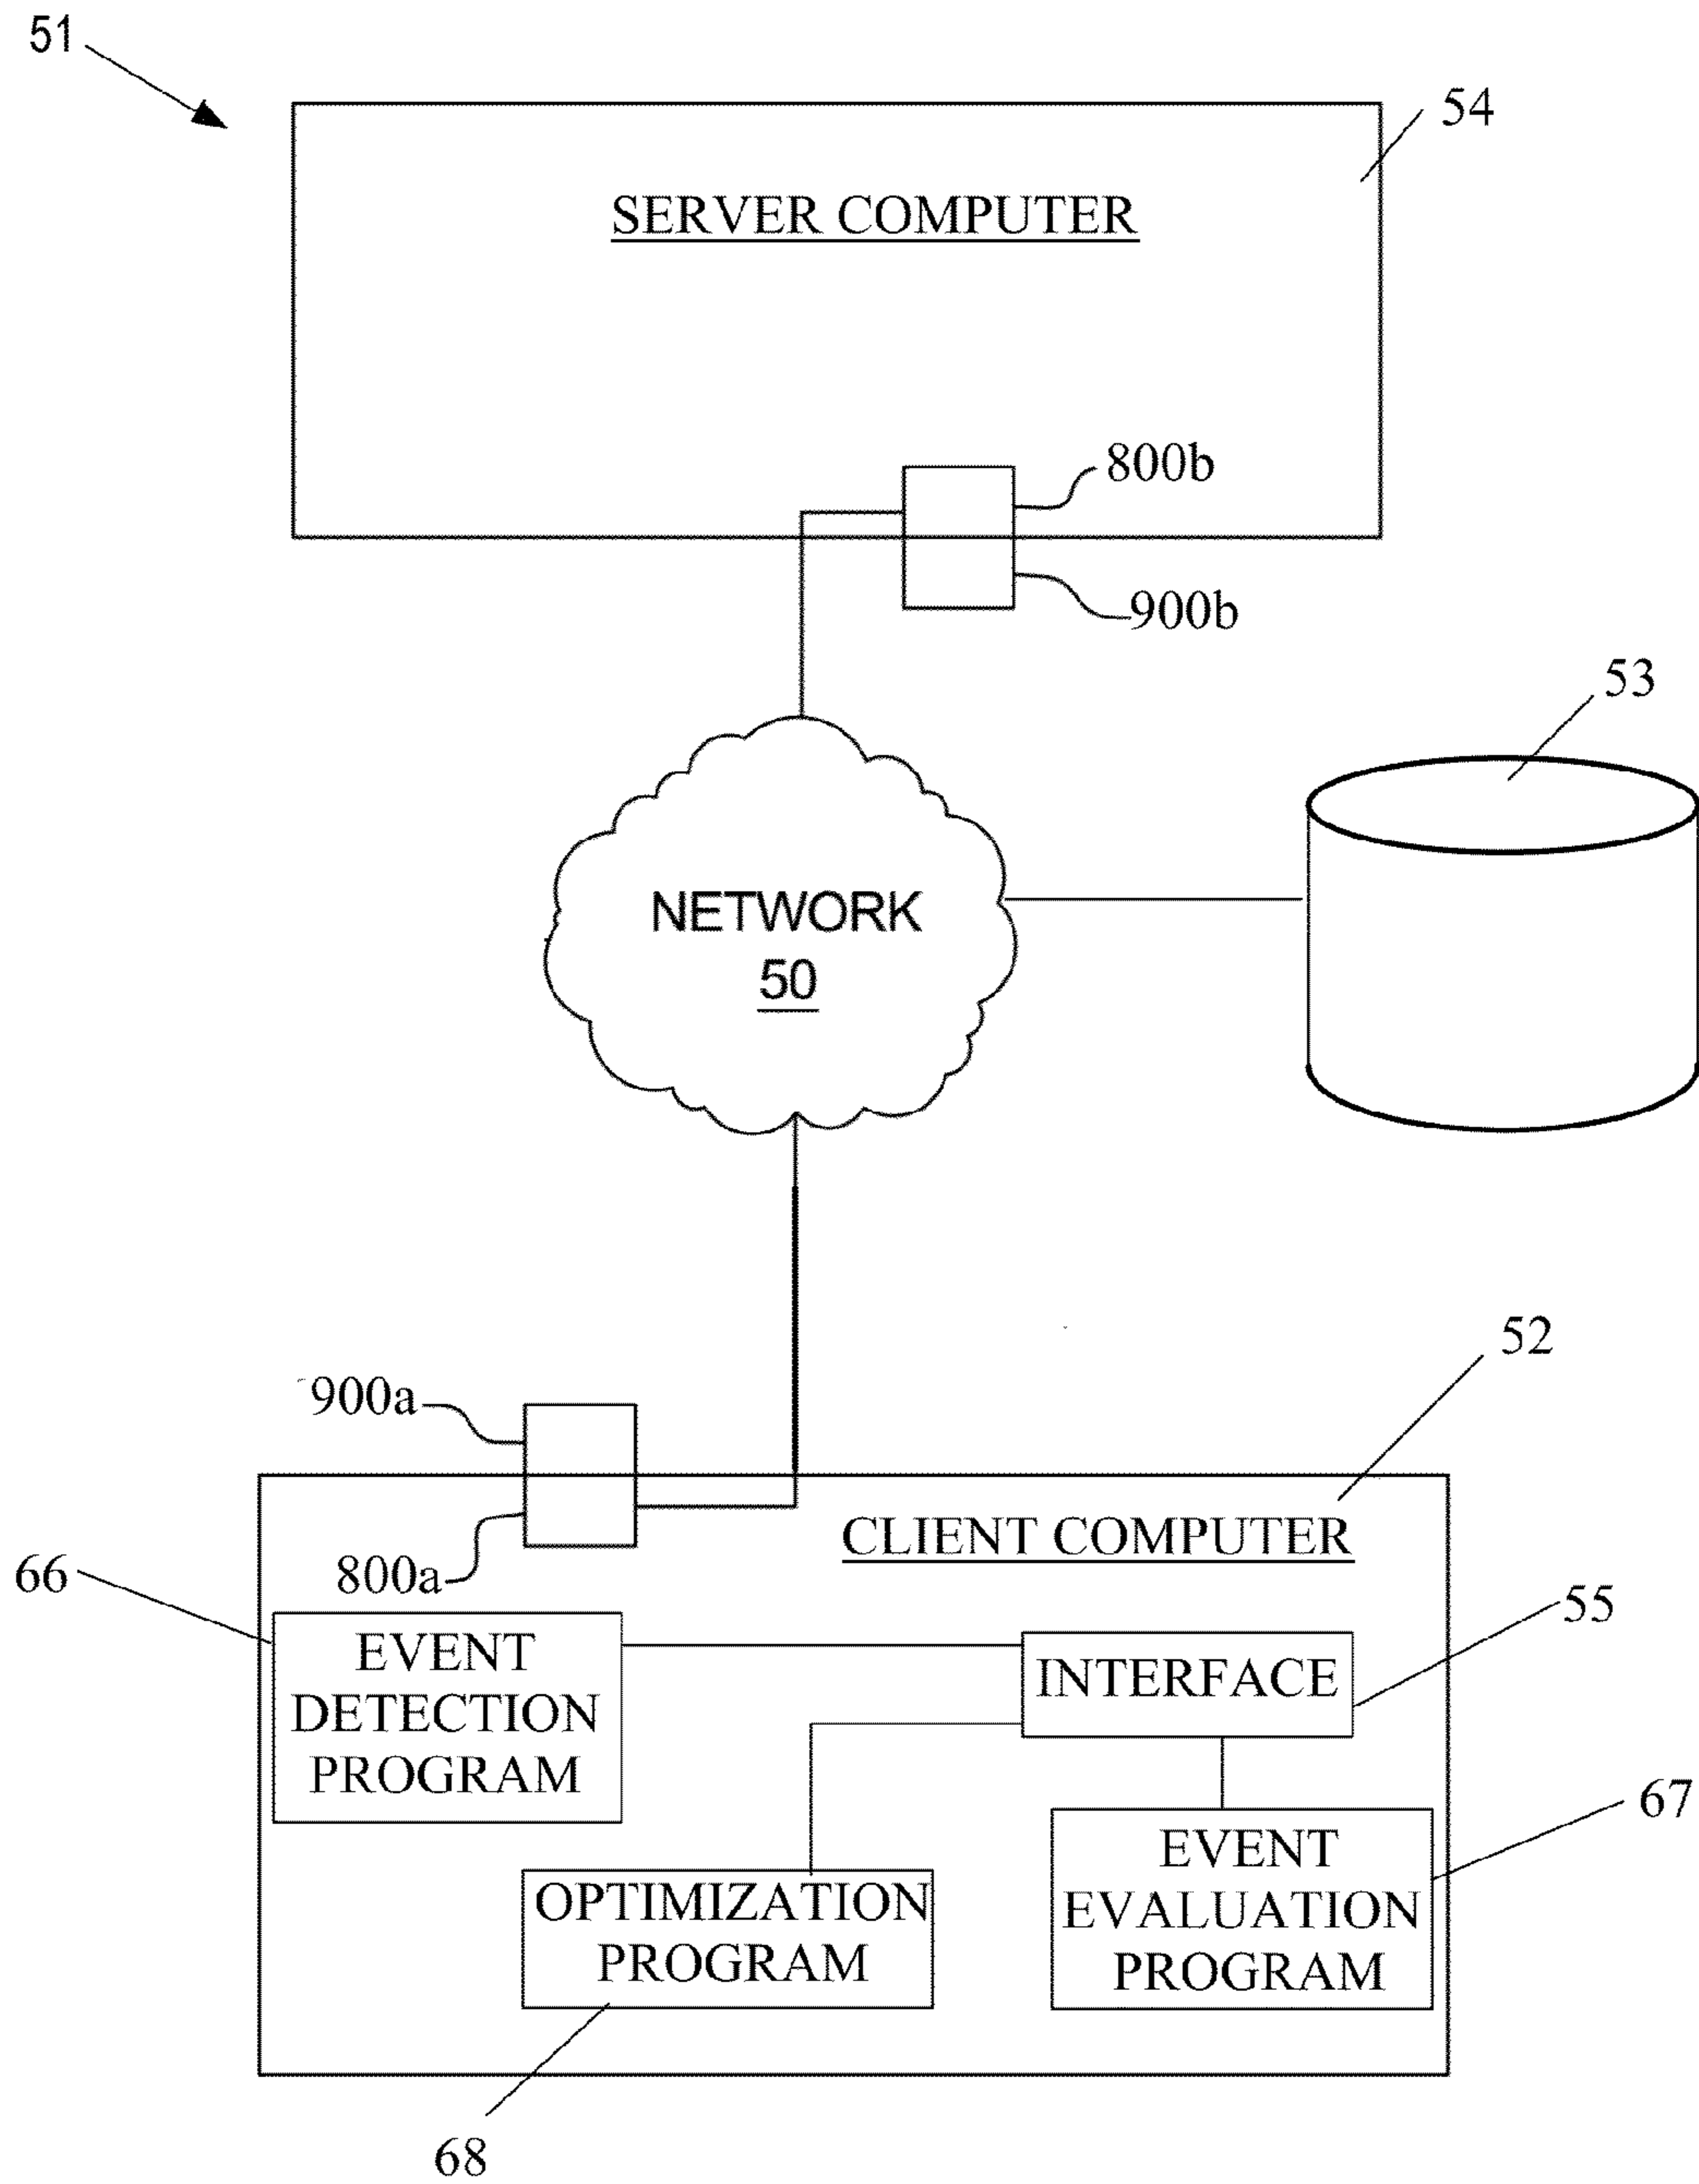 51
54
SERVER COMPUTER
800b
900b
53
NETWORK
50
52
900a
CLIENT COMPUTER
800a
66
55
EVENT
DETECTION
PROGRAM
INTERFACE
67
EVENT
EVALUATION
PROGRAM
OPTIMIZATION
PROGRAM
68